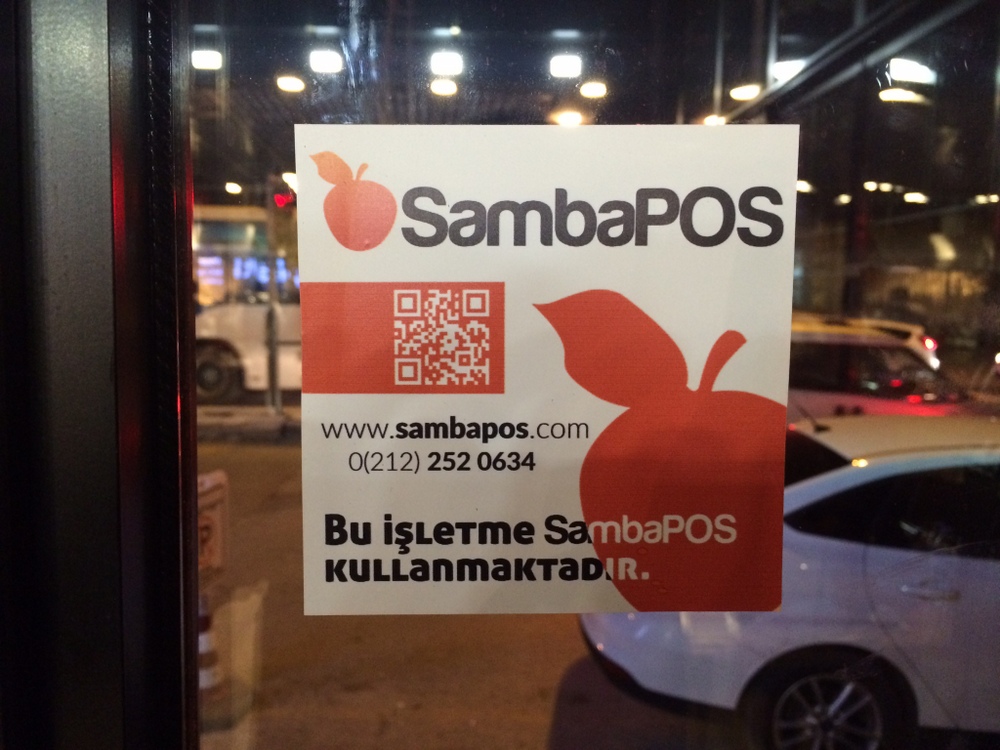 SambaPOS
www.sambapos.com
0(212) 252 0634
Bu işletme SambaPOS
kullanmaktadır.